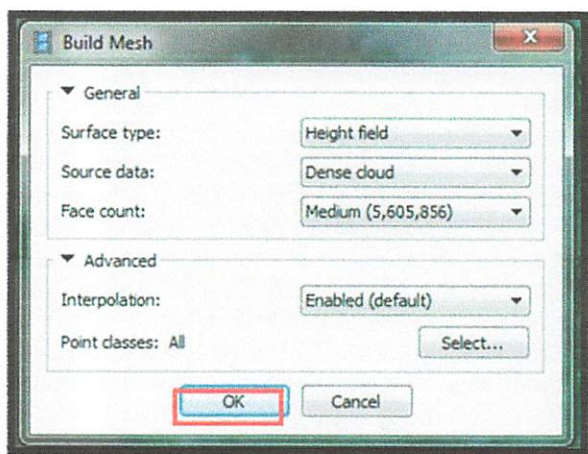 Build Mesh
General
Surface type: Height field
Source data: Dense cloud
Face count: Medium (5,605,856)
Advanced
Interpolation: Enabled (default)
Point classes: All Select...
OK Cancel